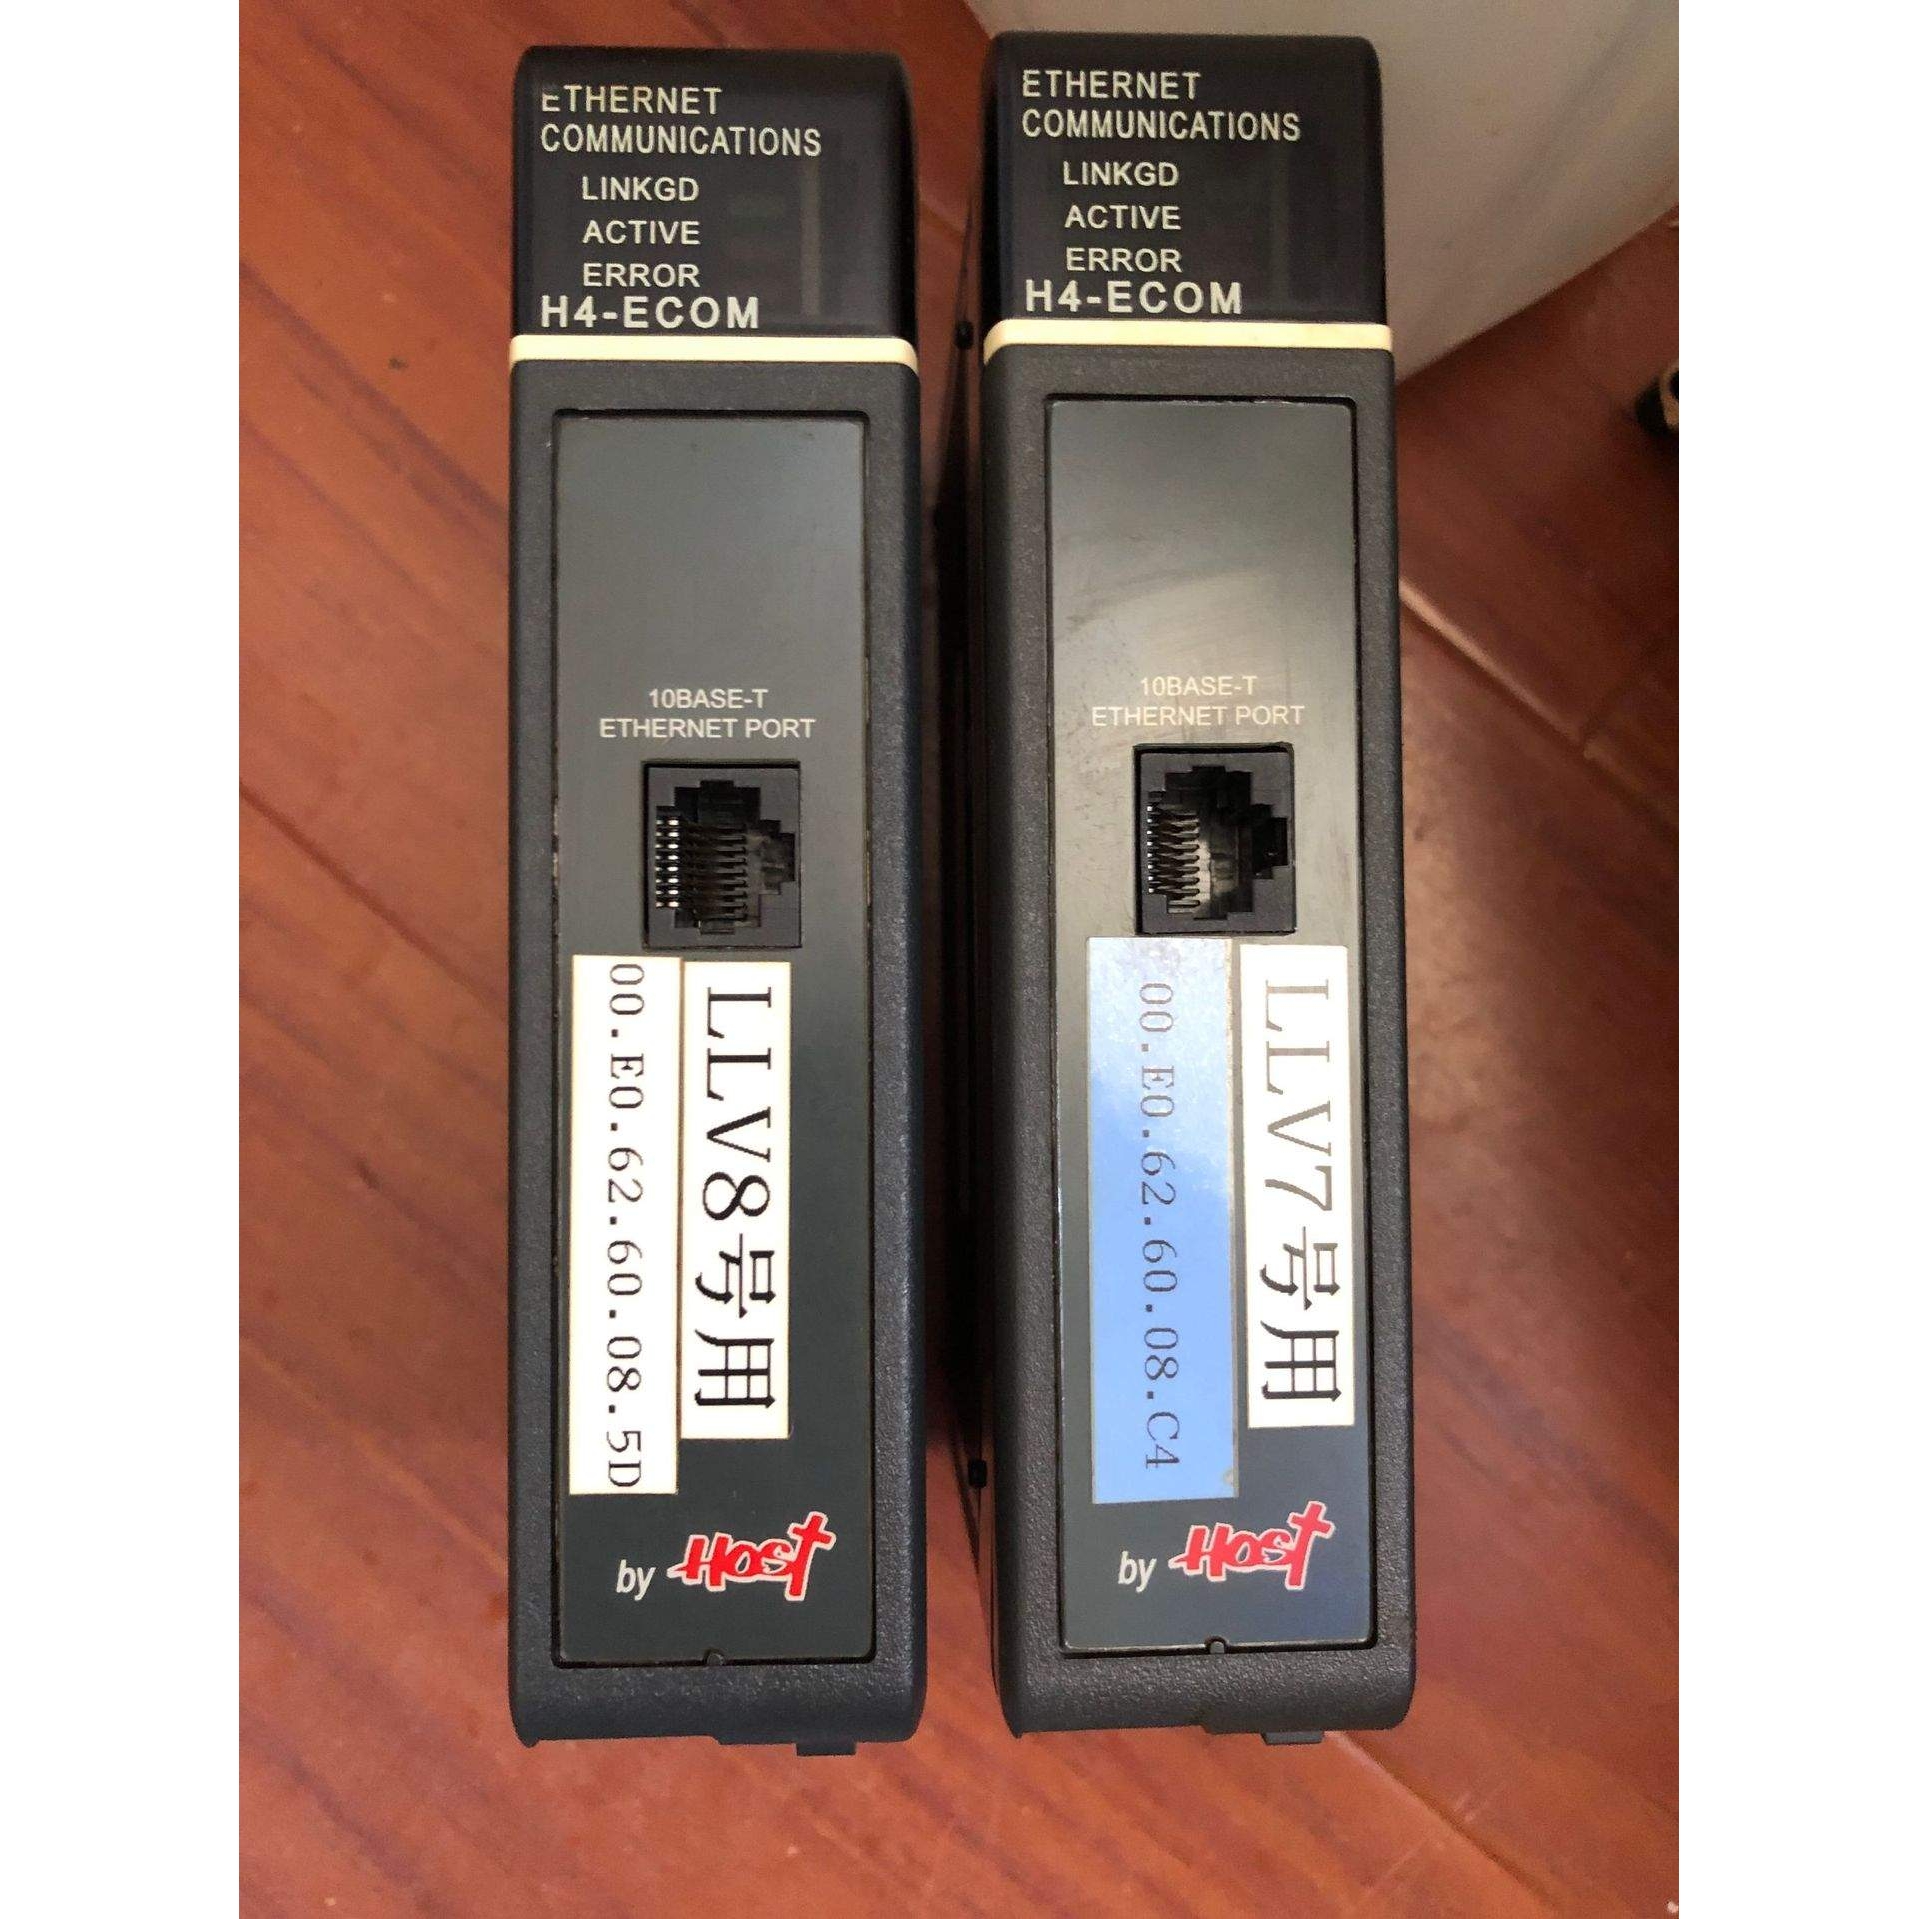 ETHERNET
COMMUNICATIONS
LINKGD
ACTIVE
ERROR
H4-ECOM
10BASE-T
ETHERNET PORT
LLV8号用
00.E0.62.60.08.5D
by Host
ETHERNET
COMMUNICATIONS
LINKGD
ACTIVE
ERROR
H4-ECOM
10BASE-T
ETHERNET PORT
LLV7号用
00.E0.62.60.08.C4
by Host